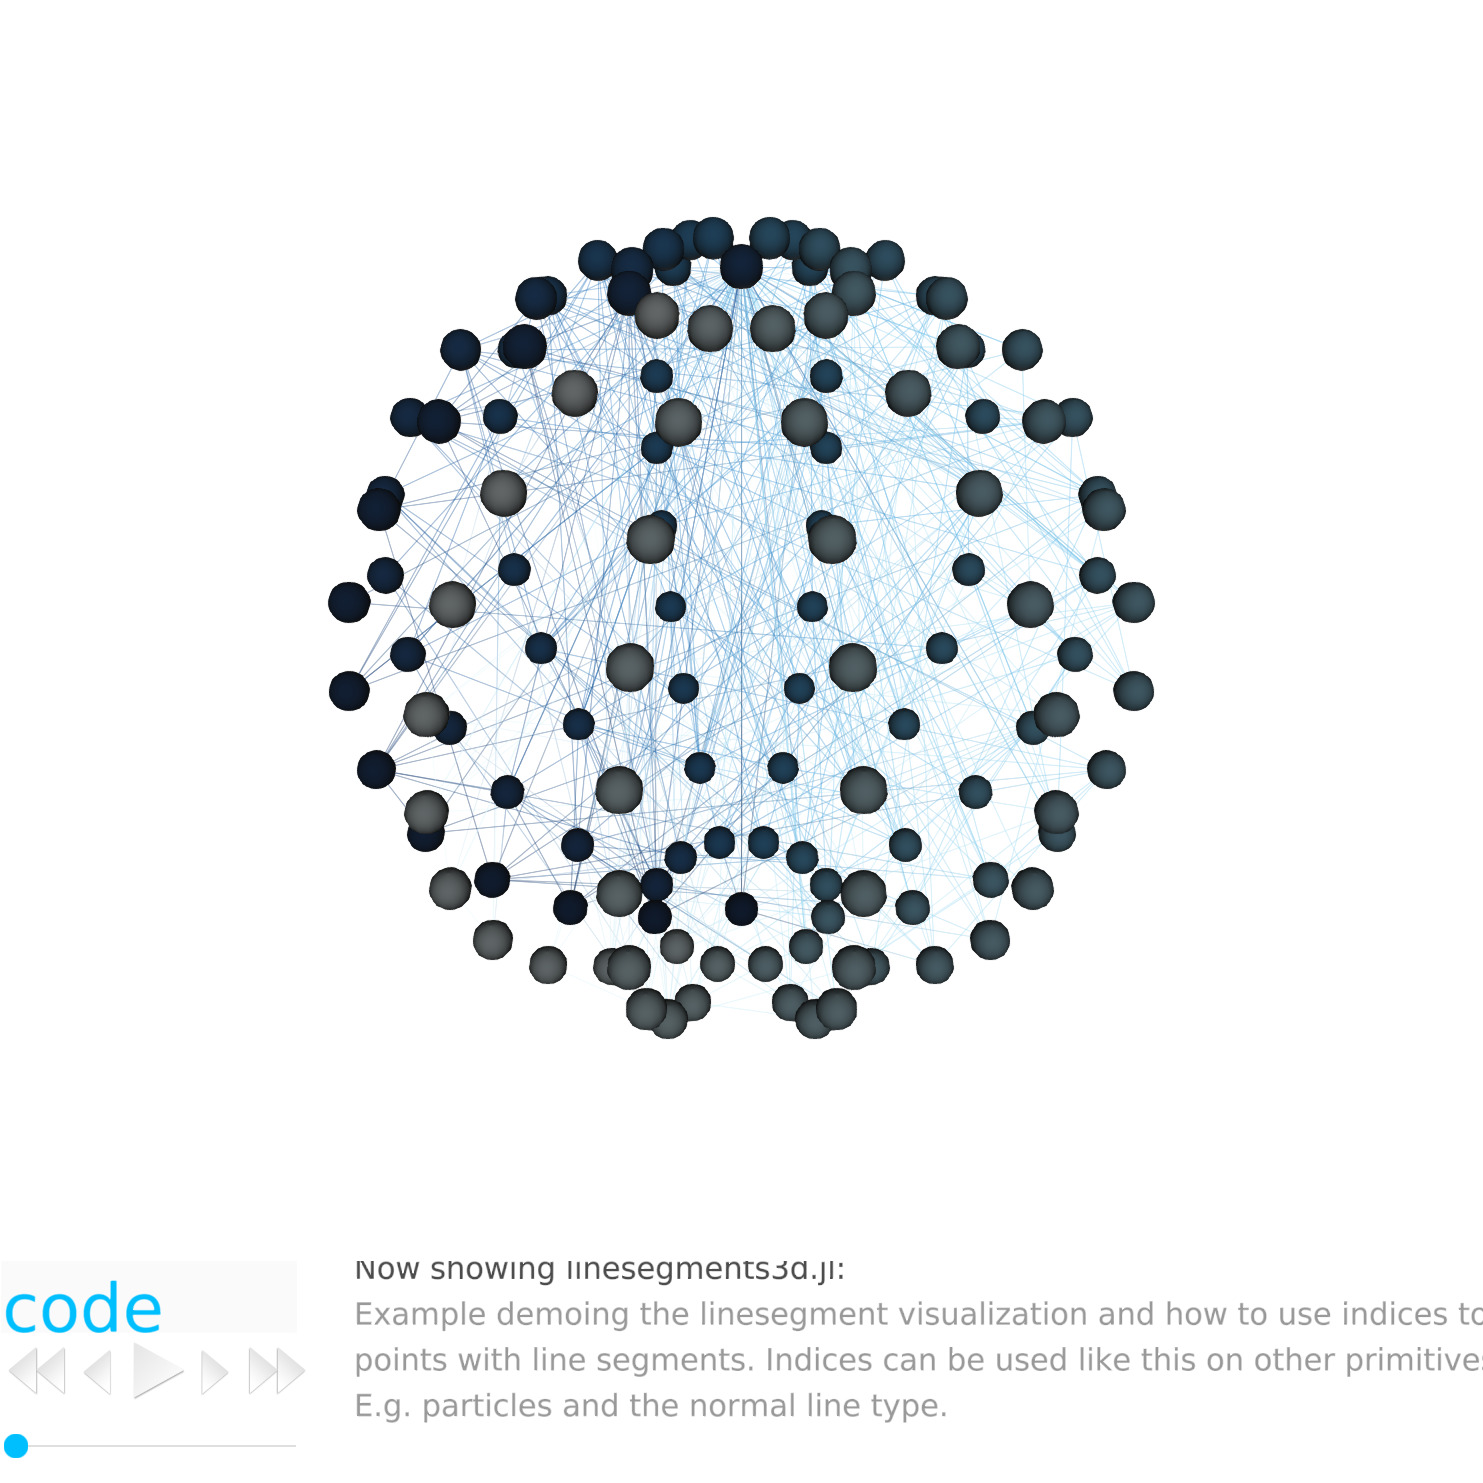 Now showing linesegments3d.jl:
code
Example demoing the linesegment visualization and how to use indices to
points with line segments. Indices can be used like this on other primitives
E.g. particles and the normal line type.